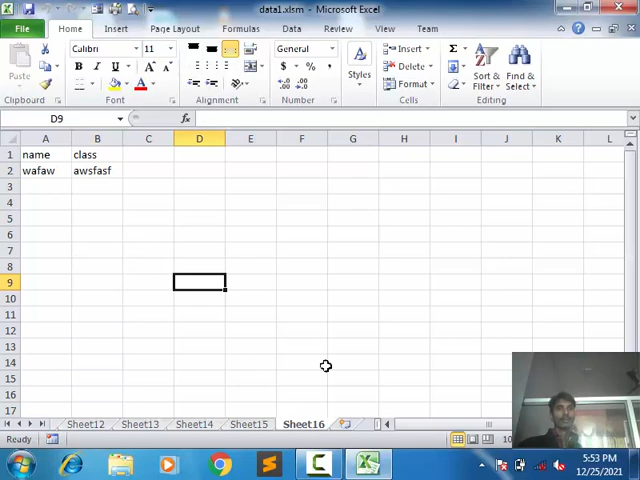 data1.xlsm - Microsoft Excel
File Home Insert Page Layout Formulas Data Review View Team
Paste Calibri 11 General Styles Insert Delete Format Sort & Filter Find & Select
Clipboard Font Alignment Number Cells Editing
D9 fx
A B C D E F G H I J K L
1 name class
2 wafaw awsfasf
3
4
5
6
7
8
9
10
11
12
13
14
15
16
17
Sheet12 Sheet13 Sheet14 Sheet15 Sheet16
Ready
5:53 PM
12/25/2021